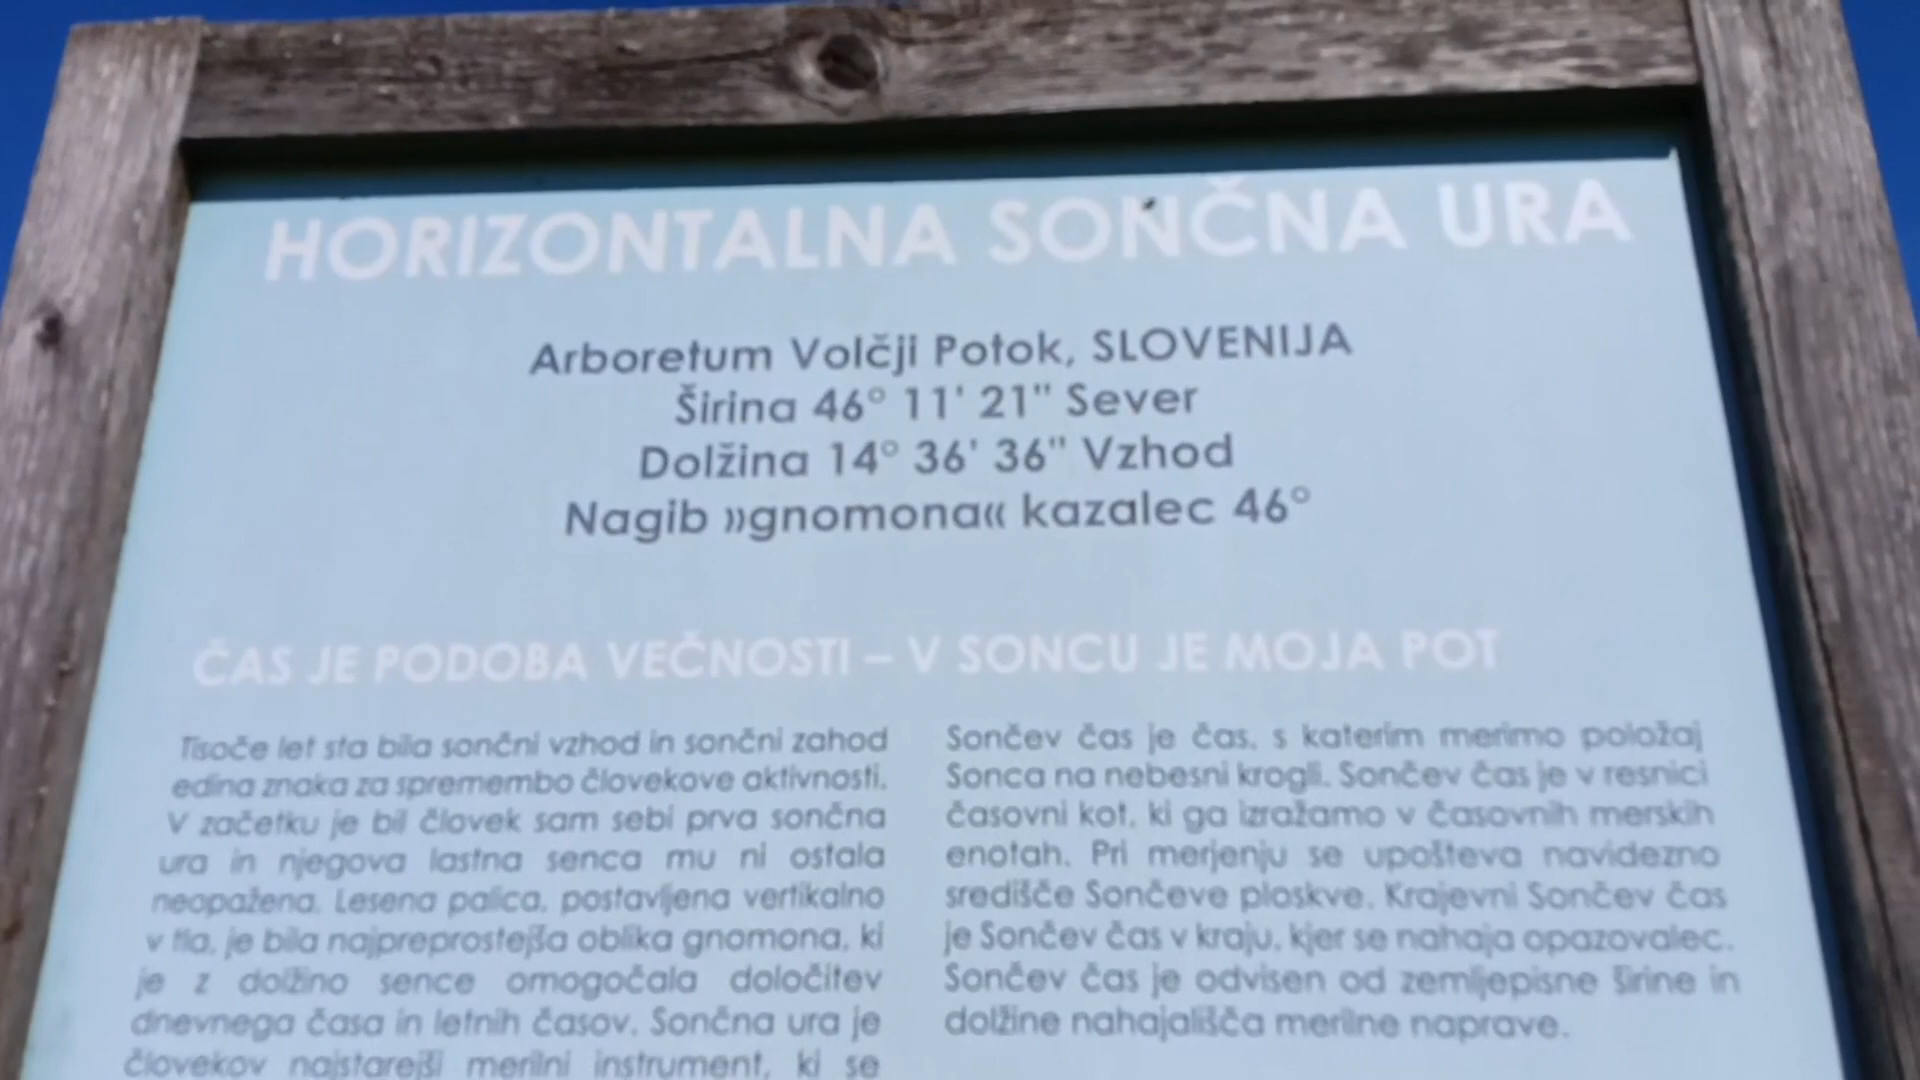 HORIZONTALNA SONČNA URA
Arboretum Volčji Potok, SLOVENIJA
Širina 46° 11' 21" Sever
Dolžina 14° 36' 36" Vzhod
Nagib »gnomona« kazalec 46°
ČAS JE PODOBA VEČNOSTI – V SONCU JE MOJA POT
Tisoče let sta bila sončni vzhod in sončni zahod
edina znaka za spremembo človekove aktivnosti.
V začetku je bil človek sam sebi prva sončna
ura in njegova lastna senca mu ni ostala
neopažena. Lesena palica, postavljena vertikalno
v tla, je bila najpreprostejša oblika gnomona, ki
je z dolžino sence omogočala določitev
dnevnega časa in letnih časov. Sončna ura je
človekov najstarejši merilni instrument, ki se
Sončev čas je čas, s katerim merimo položaj
Sonca na nebesni krogli. Sončev čas je v resnici
časovni kot, ki ga izražamo v časovnih merskih
enotah. Pri merjenju se upošteva navidezno
središče Sončeve ploskve. Krajevni Sončev čas
je Sončev čas v kraju, kjer se nahaja opazovalec.
Sončev čas je odvisen od zemljepisne širine in
dolžine nahajališča merilne naprave.